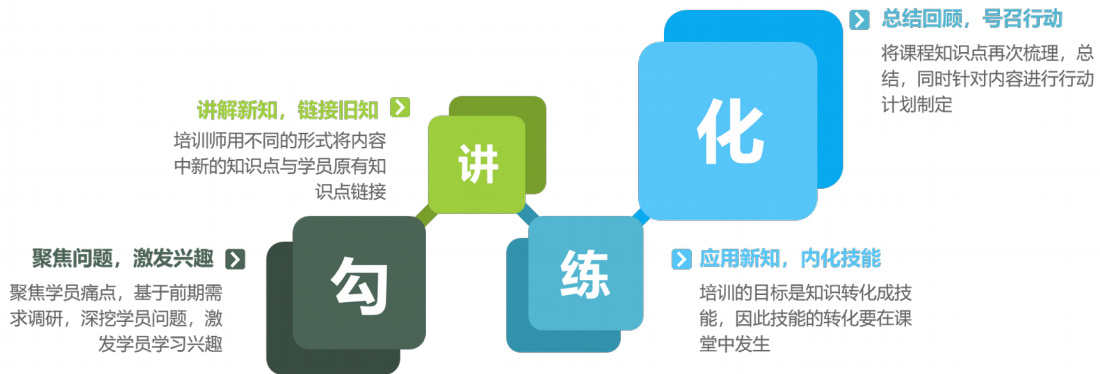 总结回顾，号召行动
将课程知识点再次梳理，总
结，同时针对内容进行行动
计划制定
化
讲解新知，链接旧知
培训师用不同的形式将内容
中新的知识点与学员原有知
识点链接
讲
聚焦问题，激发兴趣
聚焦学员痛点，基于前期需
求调研，深挖学员问题，激
发学员学习兴趣
勾
练
应用新知，内化技能
培训的目标是知识转化成技
能，因此技能的转化要在课
堂中发生